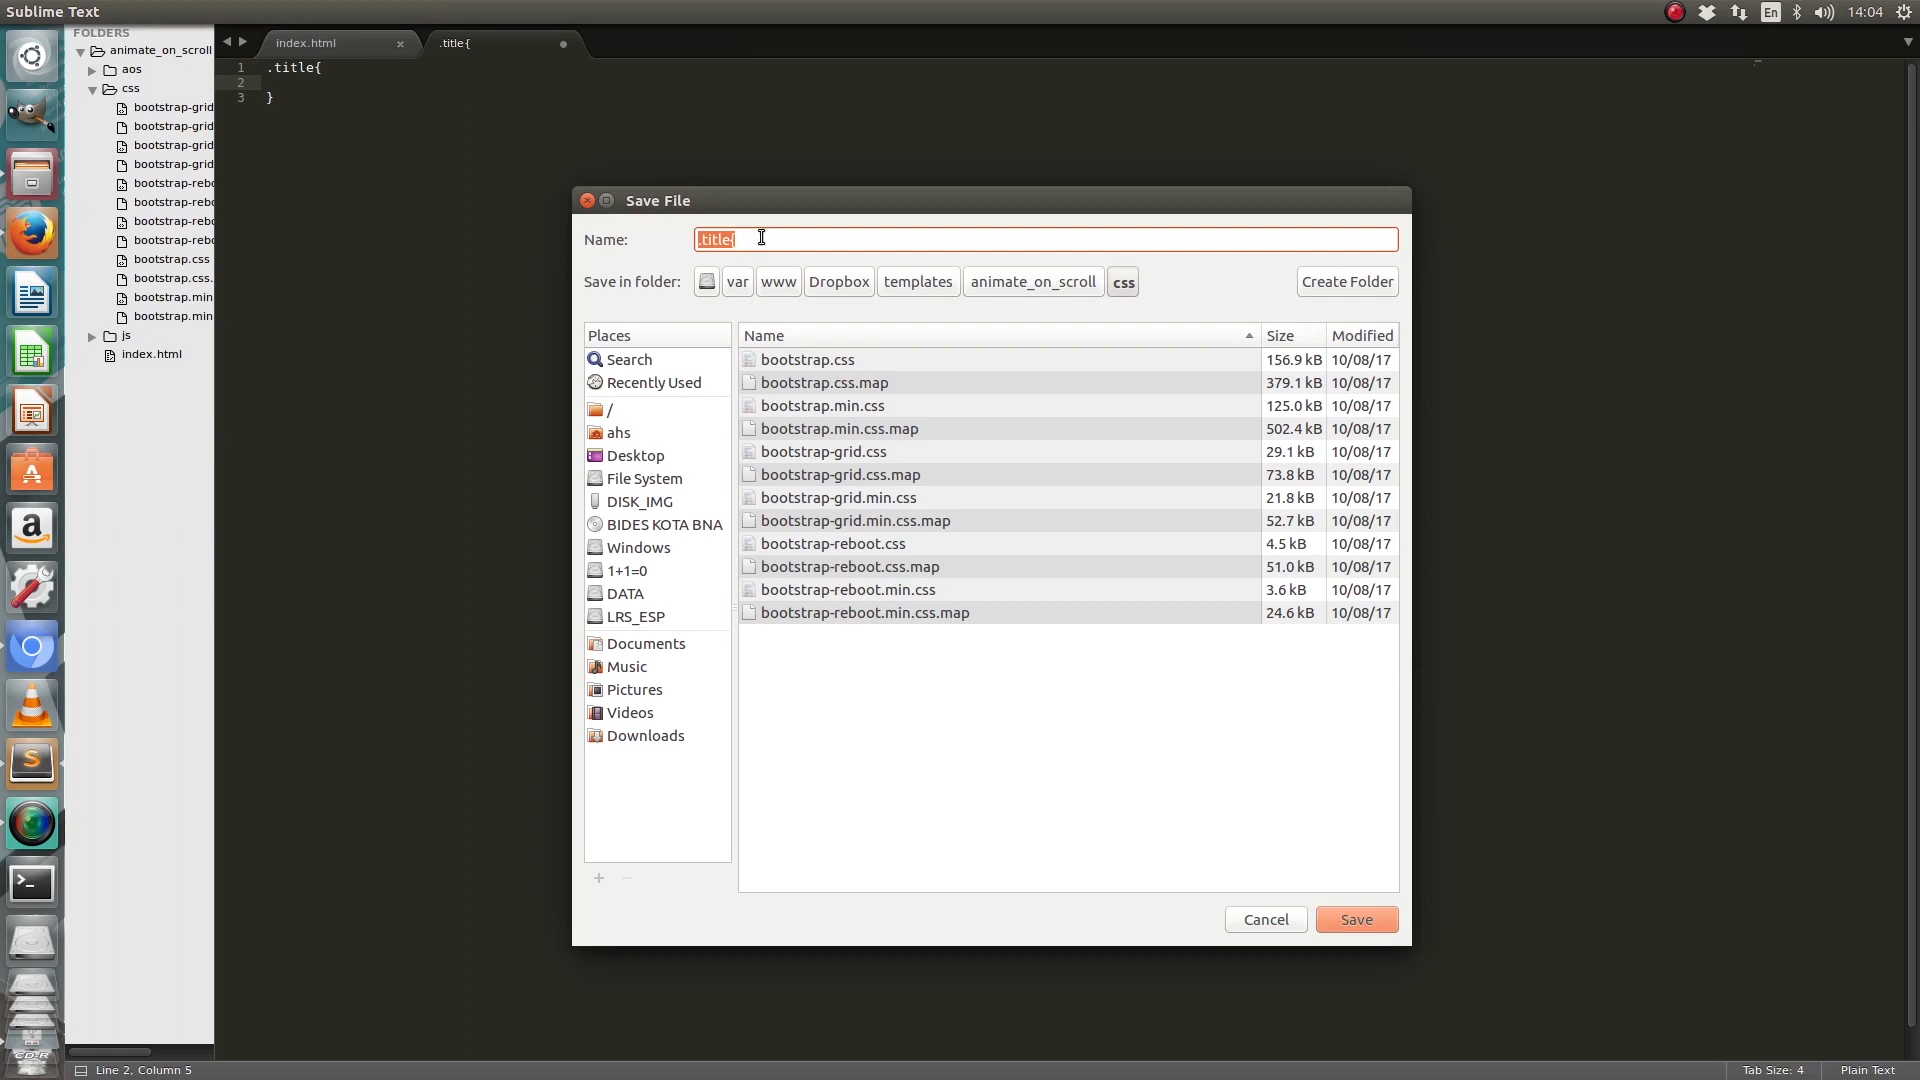 Sublime Text
En
14:04
FOLDERS
animate_on_scroll
aos
css
bootstrap-grid
bootstrap-grid
bootstrap-grid
bootstrap-grid
bootstrap-rebo
bootstrap-rebo
bootstrap-rebo
bootstrap-rebo
bootstrap.css
bootstrap.css.
bootstrap.min
bootstrap.min
js
index.html
index.html
.title{
1 .title{
2
3 }
Save File
Name: .title{
Save in folder: var www Dropbox templates animate_on_scroll css Create Folder
Places
Search
Recently Used
/
ahs
Desktop
File System
DISK_IMG
BIDES KOTA BNA
Windows
1+1=0
DATA
LRS_ESP
Documents
Music
Pictures
Videos
Downloads
Name Size Modified
bootstrap.css 156.9 kB 10/08/17
bootstrap.css.map 379.1 kB 10/08/17
bootstrap.min.css 125.0 kB 10/08/17
bootstrap.min.css.map 502.4 kB 10/08/17
bootstrap-grid.css 29.1 kB 10/08/17
bootstrap-grid.css.map 73.8 kB 10/08/17
bootstrap-grid.min.css 21.8 kB 10/08/17
bootstrap-grid.min.css.map 52.7 kB 10/08/17
bootstrap-reboot.css 4.5 kB 10/08/17
bootstrap-reboot.css.map 51.0 kB 10/08/17
bootstrap-reboot.min.css 3.6 kB 10/08/17
bootstrap-reboot.min.css.map 24.6 kB 10/08/17
Cancel Save
CD-R
Line 2, Column 5
Tab Size: 4
Plain Text